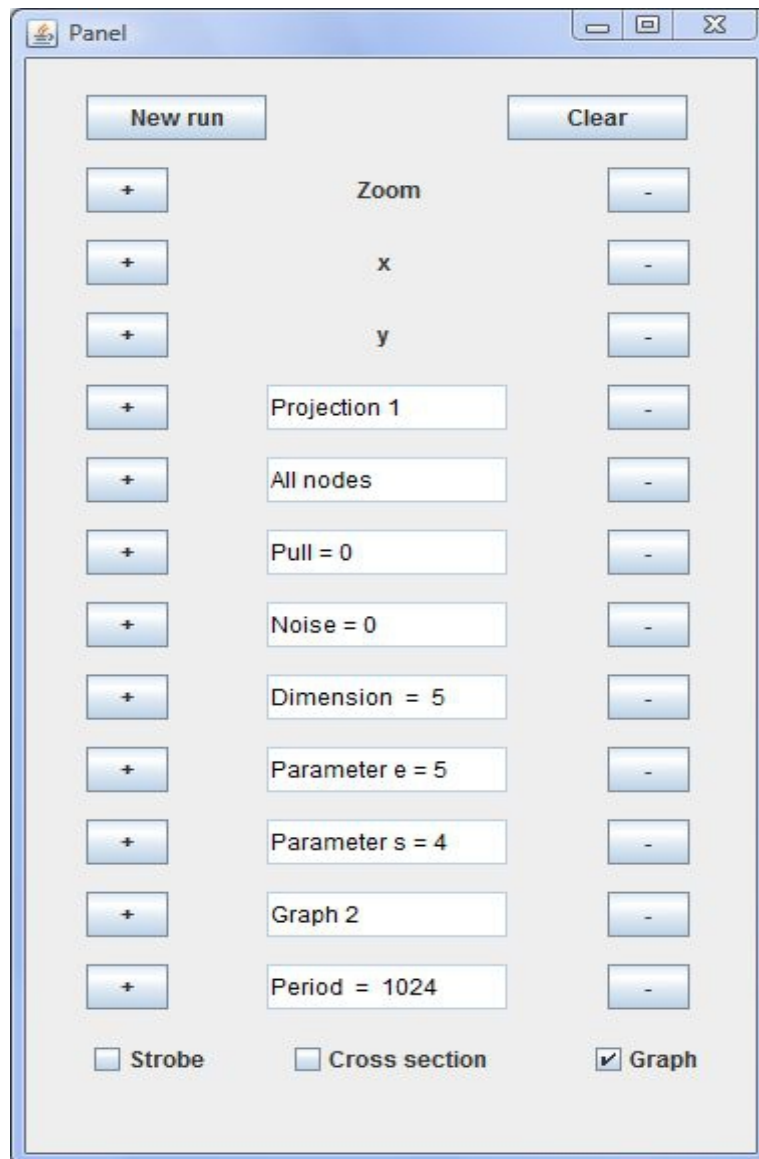 Panel
New run Clear
+ Zoom -
+ x -
+ y -
+ Projection 1 -
+ All nodes -
+ Pull = 0 -
+ Noise = 0 -
+ Dimension = 5 -
+ Parameter e = 5 -
+ Parameter s = 4 -
+ Graph 2 -
+ Period = 1024 -
Strobe Cross section Graph